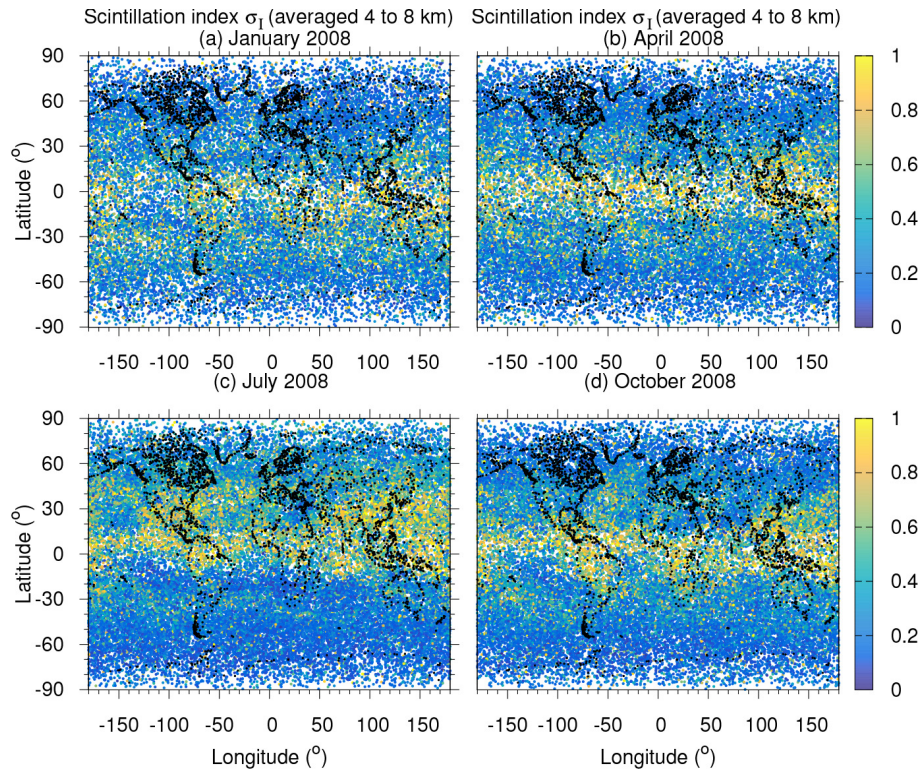 Scintillation index σI (averaged 4 to 8 km)
Scintillation index σI (averaged 4 to 8 km)
(a) January 2008
(b) April 2008
90
60
30
0
-30
-60
-90
Latitude (o)
-150 -100 -50 0 50 100 150
-150 -100 -50 0 50 100 150
1
0.8
0.6
0.4
0.2
0
(c) July 2008
(d) October 2008
90
60
30
0
-30
-60
-90
Latitude (o)
-150 -100 -50 0 50 100 150
-150 -100 -50 0 50 100 150
Longitude (o)
Longitude (o)
1
0.8
0.6
0.4
0.2
0